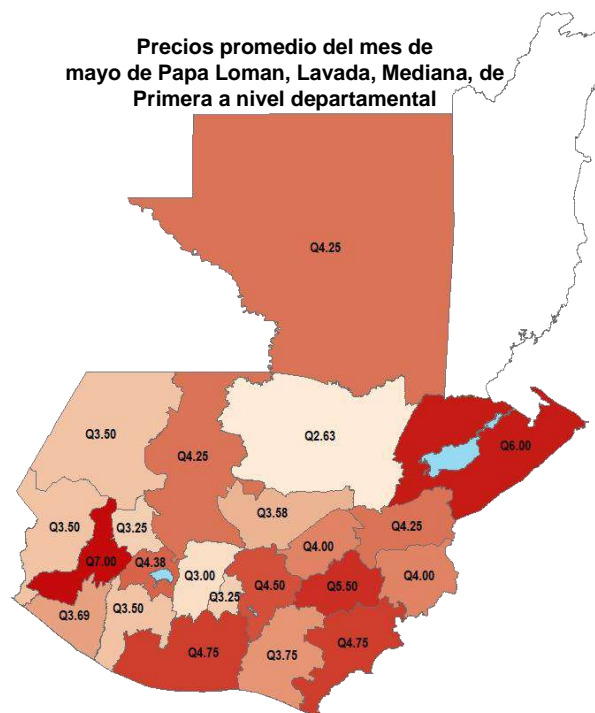 Precios promedio del mes de
mayo de Papa Loman, Lavada, Mediana, de
Primera a nivel departamental
Q4.25
Q3.50
Q4.25
Q2.63
Q6.00
Q3.50
Q3.25
Q3.58
Q4.25
Q4.00
Q7.00
Q4.38
Q3.00
Q3.25
Q4.50
Q5.50
Q4.00
Q3.69
Q3.50
Q4.75
Q3.75
Q4.75